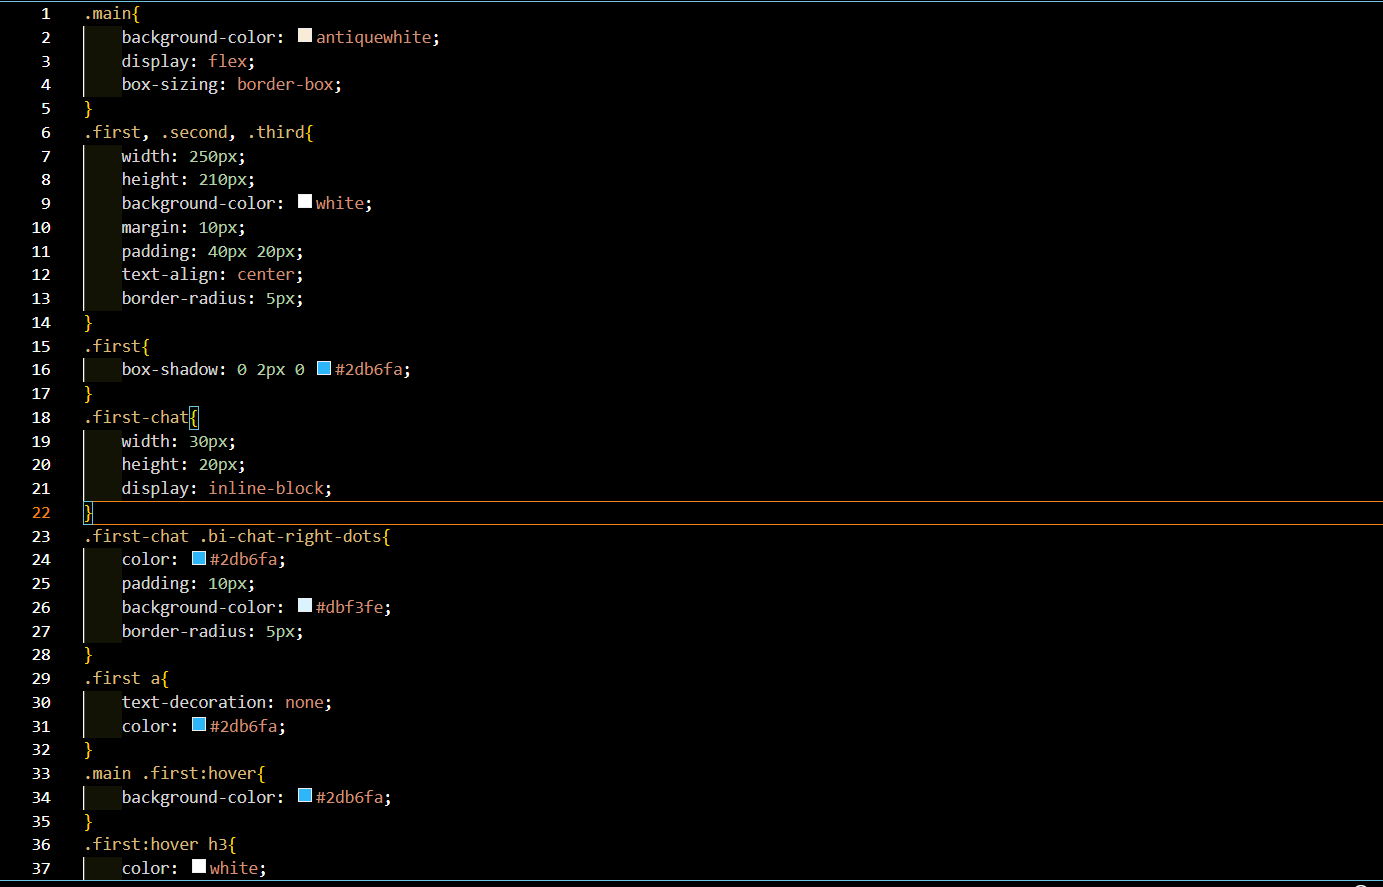 1 .main{
2 background-color: antiquewhite;
3 display: flex;
4 box-sizing: border-box;
5 }
6 .first, .second, .third{
7 width: 250px;
8 height: 210px;
9 background-color: white;
10 margin: 10px;
11 padding: 40px 20px;
12 text-align: center;
13 border-radius: 5px;
14 }
15 .first{
16 box-shadow: 0 2px 0 #2db6fa;
17 }
18 .first-chat{
19 width: 30px;
20 height: 20px;
21 display: inline-block;
22 }
23 .first-chat .bi-chat-right-dots{
24 color: #2db6fa;
25 padding: 10px;
26 background-color: #dbf3fe;
27 border-radius: 5px;
28 }
29 .first a{
30 text-decoration: none;
31 color: #2db6fa;
32 }
33 .main .first:hover{
34 background-color: #2db6fa;
35 }
36 .first:hover h3{
37 color: white;